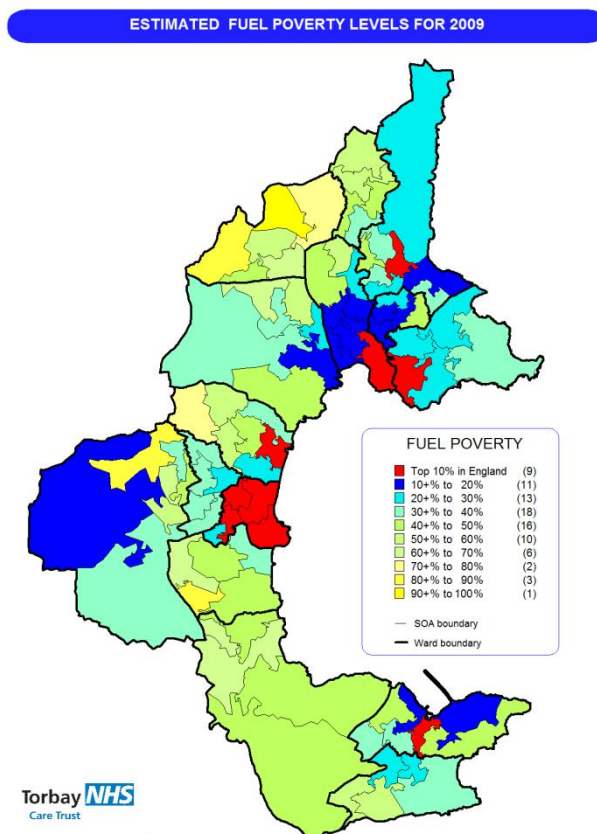 ESTIMATED FUEL POVERTY LEVELS FOR 2009
FUEL POVERTY
Top 10% in England (9)
10+% to 20% (11)
20+% to 30% (13)
30+% to 40% (18)
40+% to 50% (16)
50+% to 60% (10)
60+% to 70% (6)
70+% to 80% (2)
80+% to 90% (3)
90+% to 100% (1)
SOA boundary
Ward boundary
Torbay NHS
Care Trust